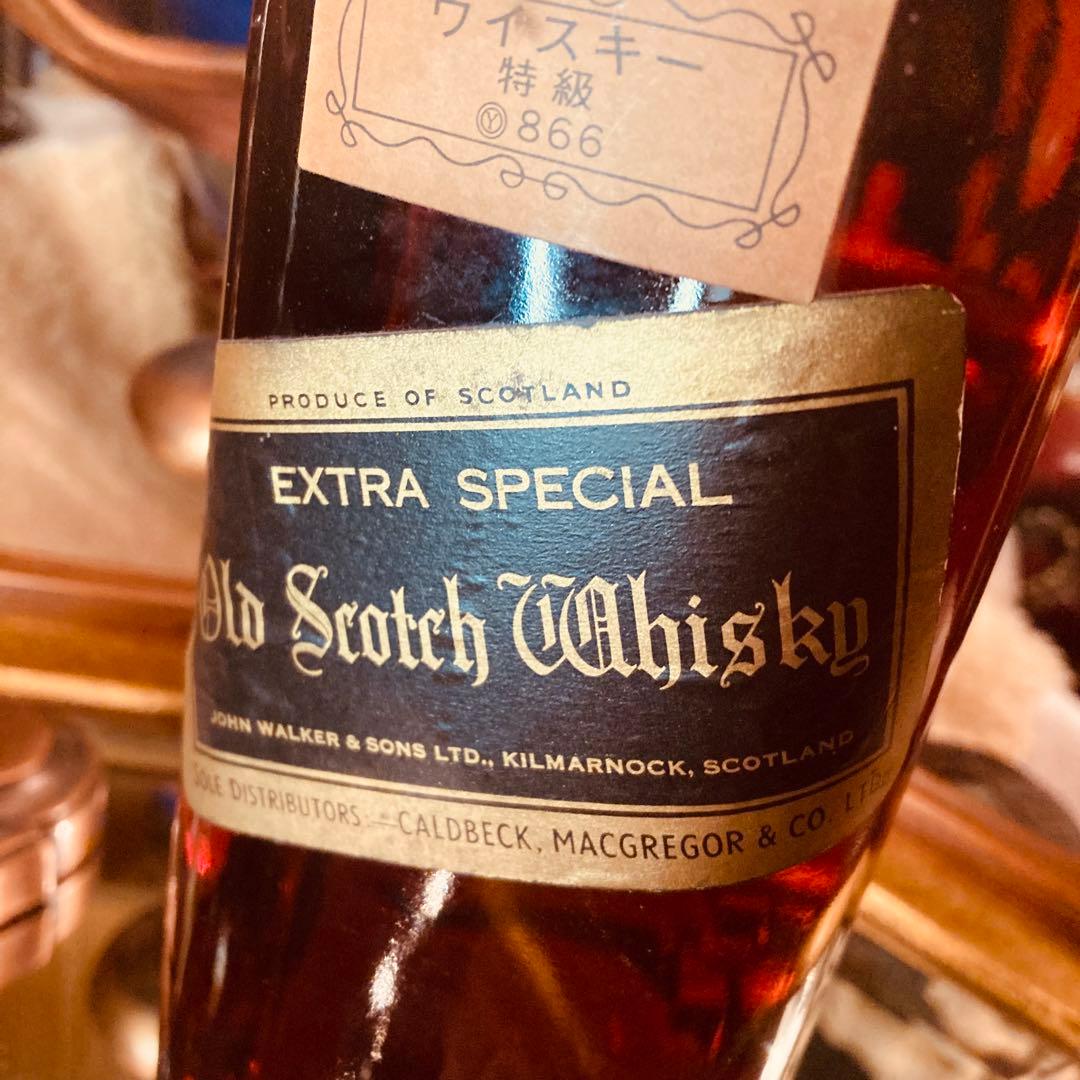 ウイスキー
特級
Ⓨ866
PRODUCE OF SCOTLAND
EXTRA SPECIAL
Old Scotch Whisky
JOHN WALKER & SONS LTD., KILMARNOCK, SCOTLAND
SOLE DISTRIBUTORS:—CALDBECK, MACGREGOR & CO. LTD.